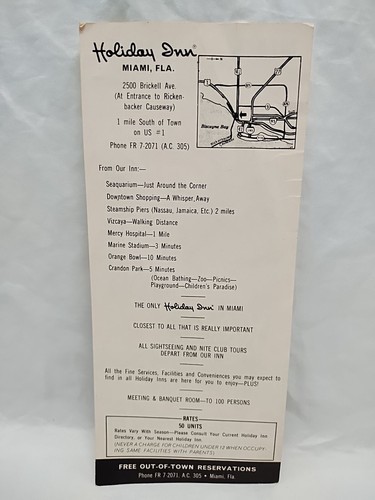 Holiday Inn®
MIAMI, FLA.
2500 Brickell Ave.
(At Entrance to Ricken-
backer Causeway)
1 mile South of Town
on US #1
Phone FR 7-2071 (A.C. 305)
Biscayne Bay
From Our Inn:—
Seaquarium—Just Around the Corner
Downtown Shopping—A Whisper Away
Steamship Piers (Nassau, Jamaica, Etc.) 2 miles
Vizcaya—Walking Distance
Mercy Hospital—1 Mile
Marine Stadium—3 Minutes
Orange Bowl—10 Minutes
Crandon Park—5 Minutes
(Ocean Bathing—Zoo—Picnics—
Playground—Children's Paradise)
THE ONLY Holiday Inn IN MIAMI
CLOSEST TO ALL THAT IS REALLY IMPORTANT
ALL SIGHTSEEING AND NITE CLUB TOURS
DEPART FROM OUR INN
All the Fine Services, Facilities and Conveniences you may expect to
find in all Holiday Inns are here for you to enjoy—PLUS!
MEETING & BANQUET ROOM—TO 100 PERSONS
RATES
50 UNITS
Rates Vary With Season—Please Consult Your Current Holiday Inn
Directory, or Your Nearest Holiday Inn.
(NEVER A CHARGE FOR CHILDREN UNDER 12 WHEN OCCUPY-
ING SAME FACILITIES WITH PARENTS)
FREE OUT-OF-TOWN RESERVATIONS
Phone FR 7-2071, A.C. 305 • Miami, Fla.